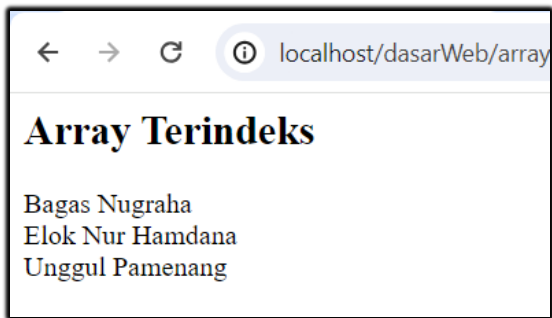 localhost/dasarWeb/array
Array Terindeks
Bagas Nugraha
Elok Nur Hamdana
Unggul Pamenang